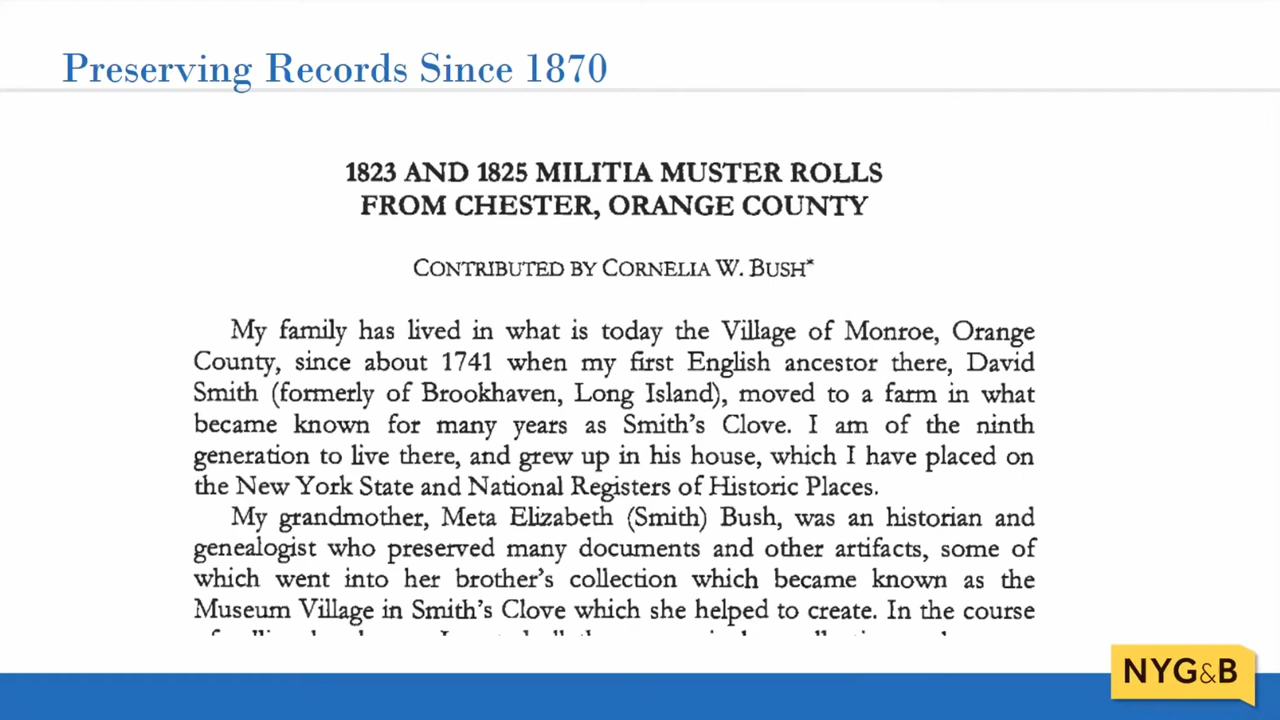 Preserving Records Since 1870
1823 AND 1825 MILITIA MUSTER ROLLS
FROM CHESTER, ORANGE COUNTY
CONTRIBUTED BY CORNELIA W. BUSH*
My family has lived in what is today the Village of Monroe, Orange
County, since about 1741 when my first English ancestor there, David
Smith (formerly of Brookhaven, Long Island), moved to a farm in what
became known for many years as Smith's Clove. I am of the ninth
generation to live there, and grew up in his house, which I have placed on
the New York State and National Registers of Historic Places.
My grandmother, Meta Elizabeth (Smith) Bush, was an historian and
genealogist who preserved many documents and other artifacts, some of
which went into her brother's collection which became known as the
Museum Village in Smith's Clove which she helped to create. In the course
NYG&B